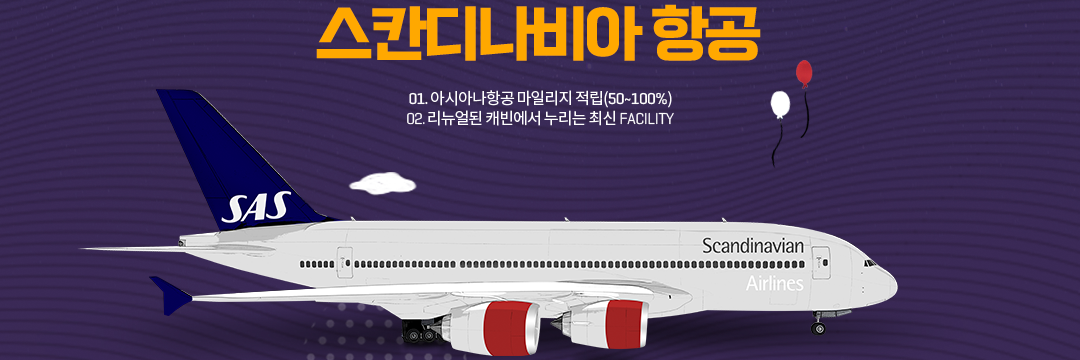 스칸디나비아 항공
01. 아시아나항공 마일리지 적립(50~100%)
02. 리뉴얼된 캐빈에서 누리는 최신 FACILITY
SAS
Scandinavian
Airlines